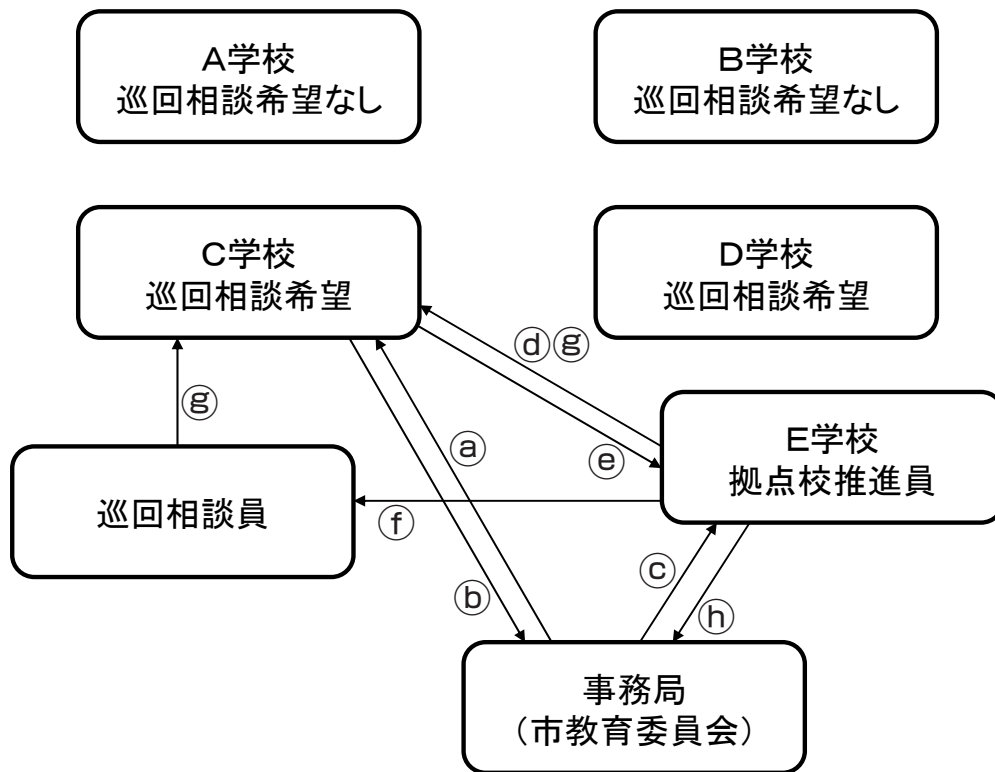 A学校
巡回相談希望なし
B学校
巡回相談希望なし
C学校
巡回相談希望
D学校
巡回相談希望
ⓓⓖ
ⓖ
ⓐ
ⓔ
E学校
拠点校推進員
巡回相談員
ⓕ
ⓑ
ⓒ
ⓗ
事務局
（市教育委員会）